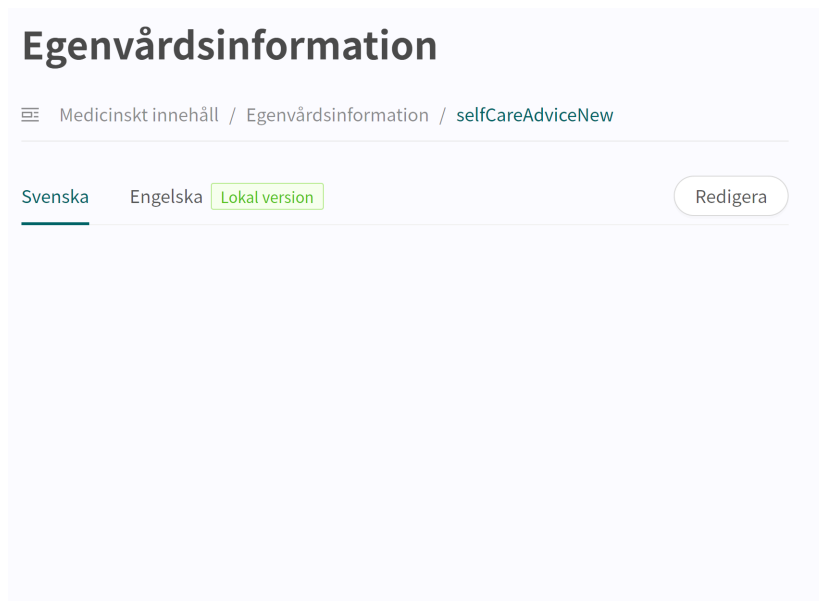 Egenvårdsinformation
Medicinskt innehåll / Egenvårdsinformation / selfCareAdviceNew
Svenska Engelska Lokal version Redigera